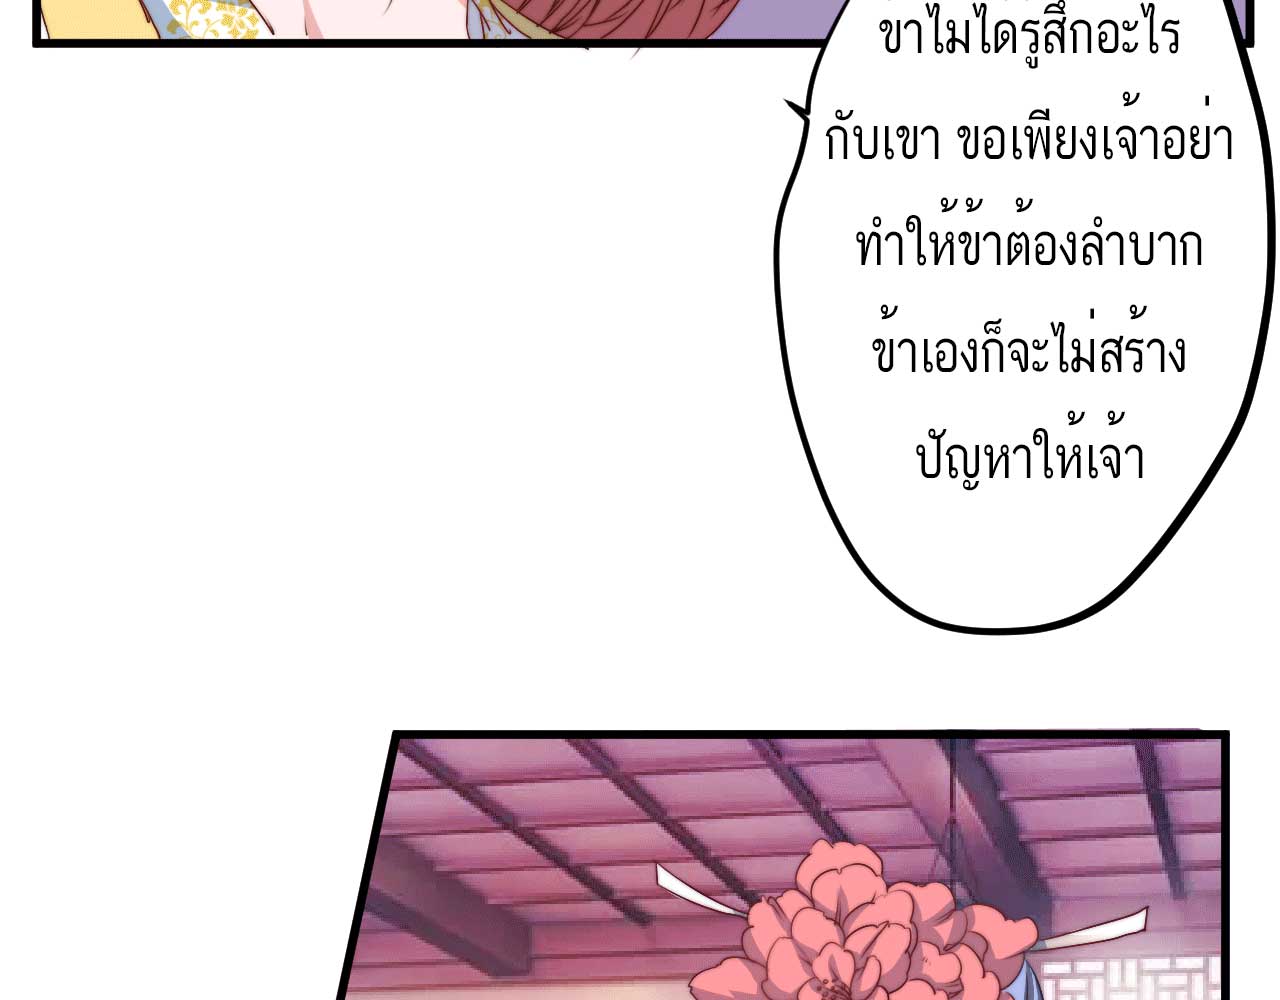 ข้าไม่ได้รู้สึกอะไร
กับเขา ขอเพียงเจ้าอย่า
ทำให้ข้าต้องลำบาก
ข้าเองก็จะไม่สร้าง
ปัญหาให้เจ้า